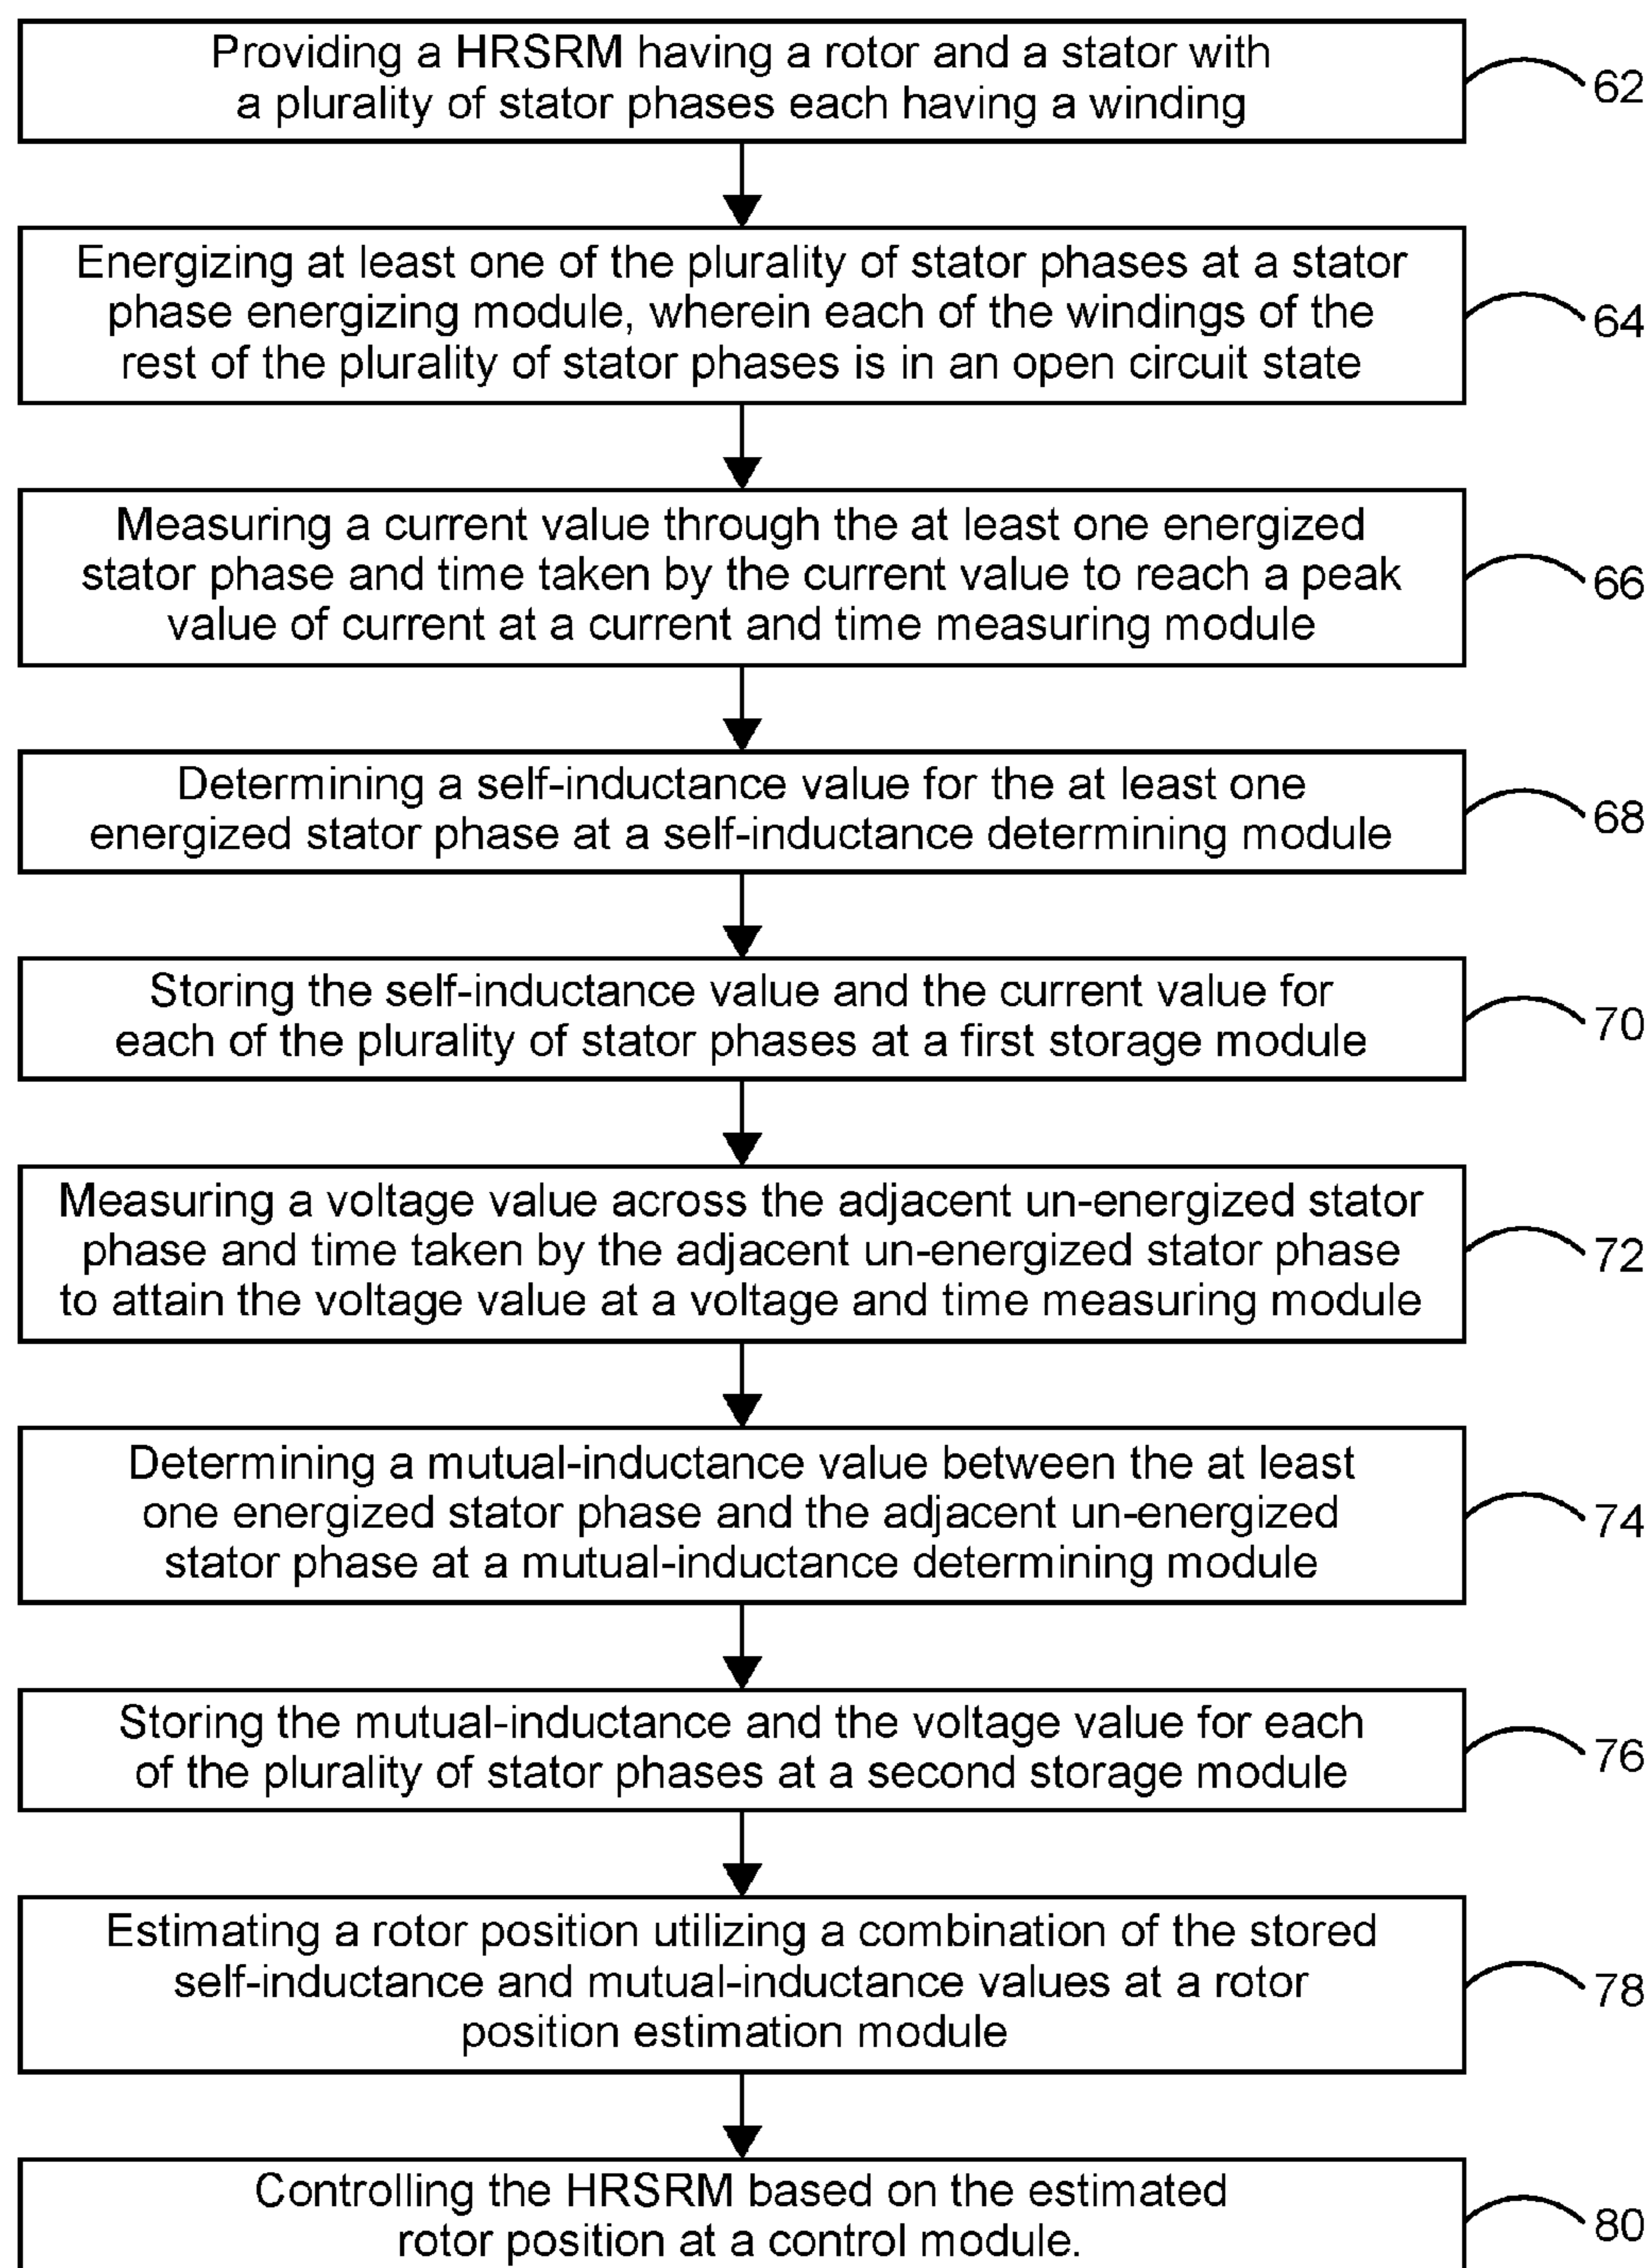 Providing a HRSRM having a rotor and a stator with
a plurality of stator phases each having a winding
62
Energizing at least one of the plurality of stator phases at a stator
phase energizing module, wherein each of the windings of the
rest of the plurality of stator phases is in an open circuit state
64
Measuring a current value through the at least one energized
stator phase and time taken by the current value to reach a peak
value of current at a current and time measuring module
66
Determining a self-inductance value for the at least one
energized stator phase at a self-inductance determining module
68
Storing the self-inductance value and the current value for
each of the plurality of stator phases at a first storage module
70
Measuring a voltage value across the adjacent un-energized stator
phase and time taken by the adjacent un-energized stator phase
to attain the voltage value at a voltage and time measuring module
72
Determining a mutual-inductance value between the at least
one energized stator phase and the adjacent un-energized
stator phase at a mutual-inductance determining module
74
Storing the mutual-inductance and the voltage value for each
of the plurality of stator phases at a second storage module
76
Estimating a rotor position utilizing a combination of the stored
self-inductance and mutual-inductance values at a rotor
position estimation module
78
Controlling the HRSRM based on the estimated
rotor position at a control module.
80